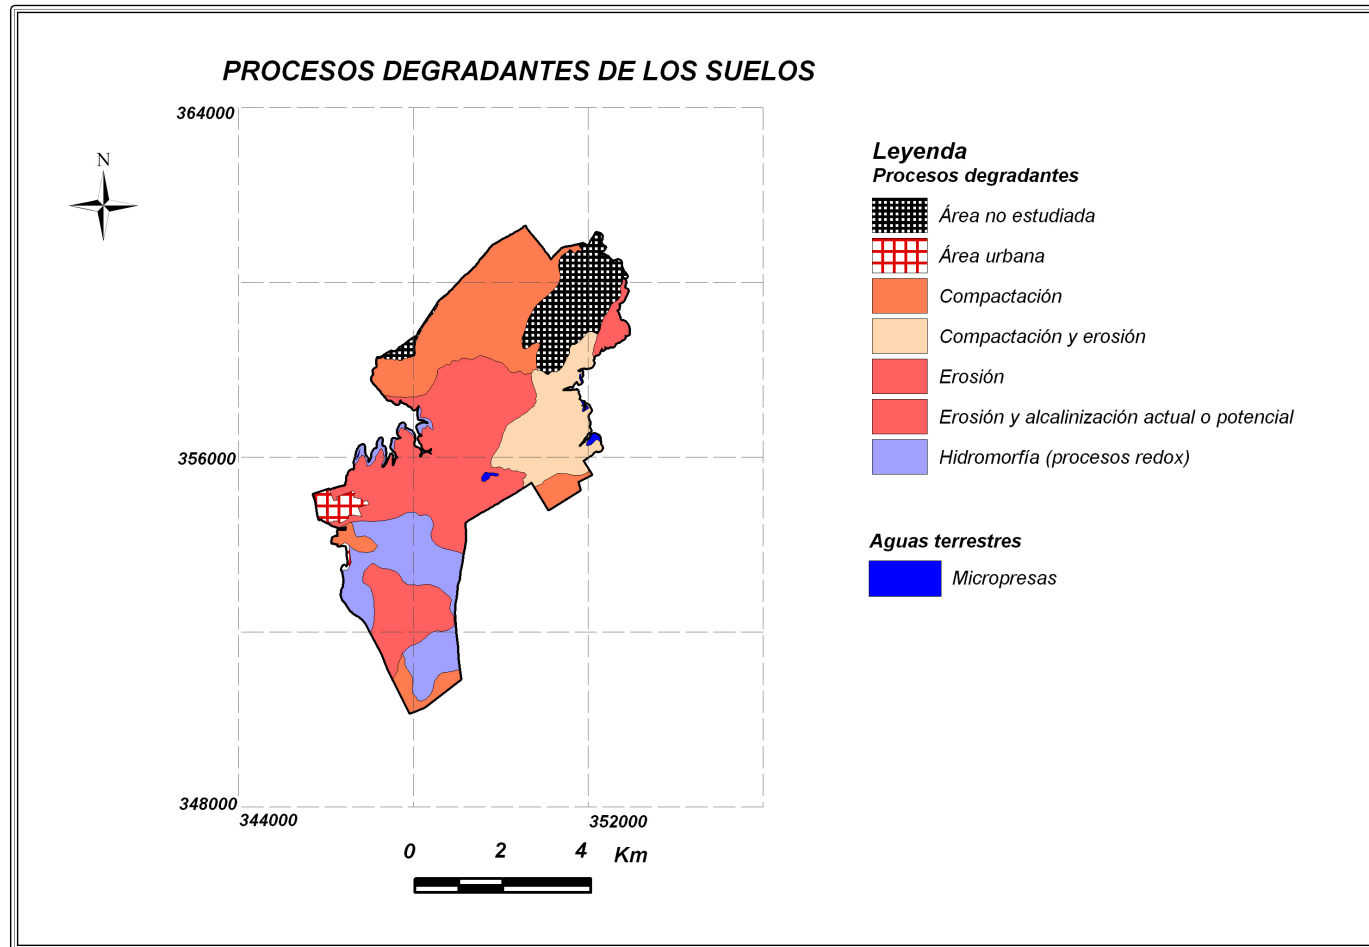 PROCESOS DEGRADANTES DE LOS SUELOS
364000
N
Leyenda
Procesos degradantes
Área no estudiada
Área urbana
Compactación
Compactación y erosión
Erosión
Erosión y alcalinización actual o potencial
Hidromorfía (procesos redox)
356000
Aguas terrestres
Micropresas
348000
344000
352000
0 2 4 Km